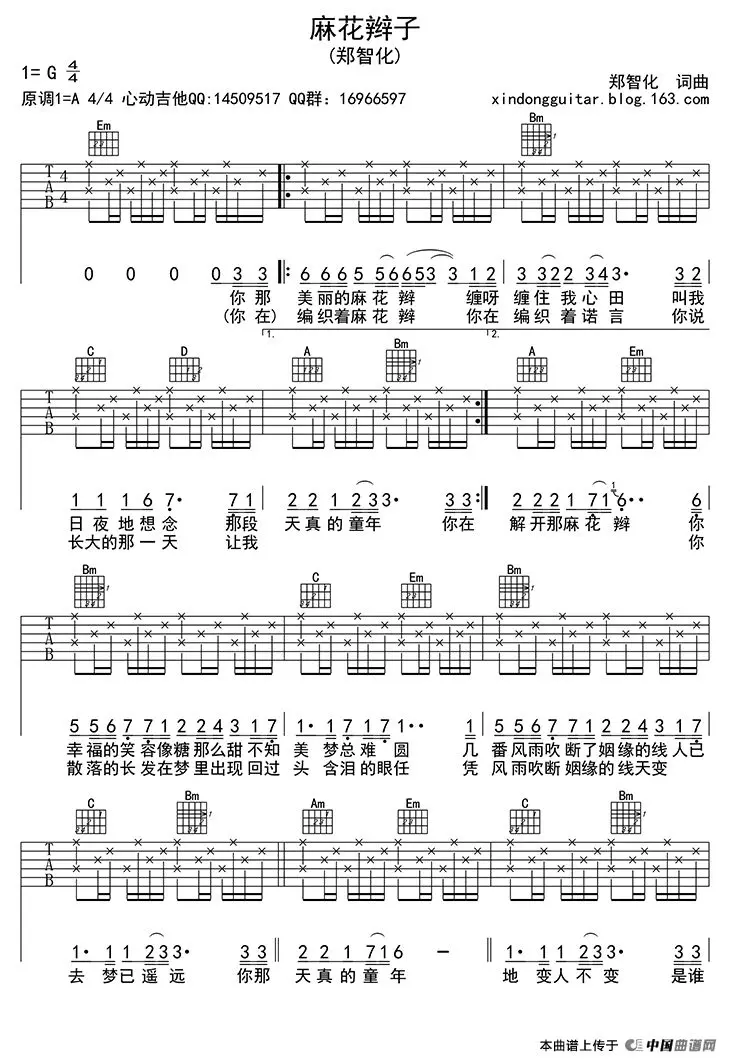 麻花辫子
(郑智化)
1= G 4/4
郑智化 词曲
原调1=A 4/4 心动吉他QQ:14509517 QQ群：16966597
xindongguitar.blog.163.com
Em Bm
T A B 4 4
0 0 0 0 3 3 6 6 6 5 5 6 6 5 3 3 1 2 3 3 2 2 3 4 3· 3 2
你那 美丽的麻花 辫 缠呀 缠住 我心 田 叫我
(你在) 编织着麻花 辫 你在 编织 着诺 言 你说
1. 2.
C D A Bm A Em
T A B
1 1 1 6 7· 7 1 2 2 1 2 3 3· 3 3 2 2 2 1 7 1 1 6·· 6
日夜 地想念 那段 天真的童年 你在 解开那麻花 辫 你
长大的那一天 让我 你
Bm C Em Bm
T A B
5 5 6 7 7 1 2 2 4 3 1 7 1· 1 7 1 7 1·· 1 5 5 6 7 7 1 2 2 4 3 1 7
幸福的笑 容像糖那么甜不知 美 梦总难 圆 几 番风雨吹 断了姻缘的线人已
散落的长 发在梦里出现回过 头 含泪的眼任 凭 风雨吹断姻缘的线天变
C Bm Am Em C Bm
T A B
1· 1 1 2 3 3· 3 3 2 2 1 7 1 6 – 1· 1 1 2 3 3· 3 3
去 梦已遥远 你那 天真的童 年 地 变人不变 是谁
本曲谱上传于 中国曲谱网